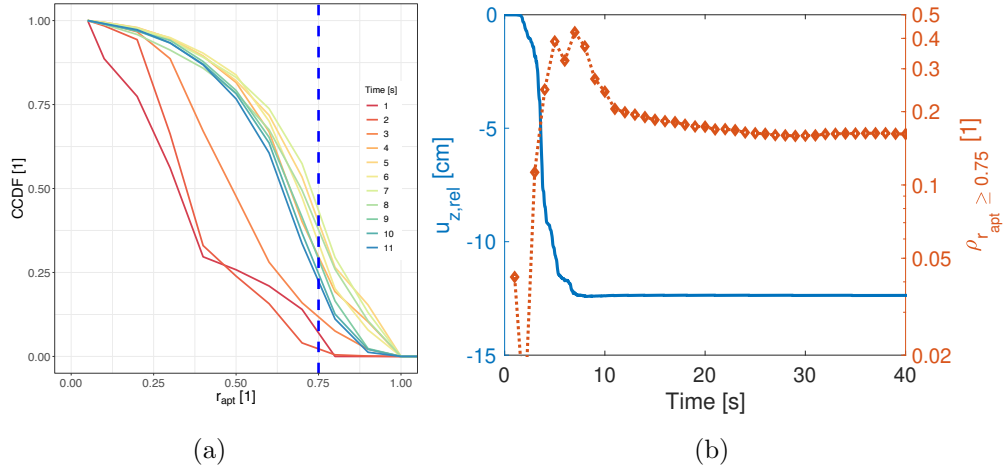 1.00
0.75
0.50
0.25
0.00
CCDF [1]
0.00 0.25 0.50 0.75 1.00
r_apt [1]
Time [s]
1
2
3
4
5
6
7
8
9
10
11
(a)
0
-5
-10
-15
u_z,rel [cm]
0 10 20 30 40
Time [s]
0.5
0.4
0.3
0.2
0.1
0.05
0.02
ρ_r_apt ≥ 0.75 [1]
(b)